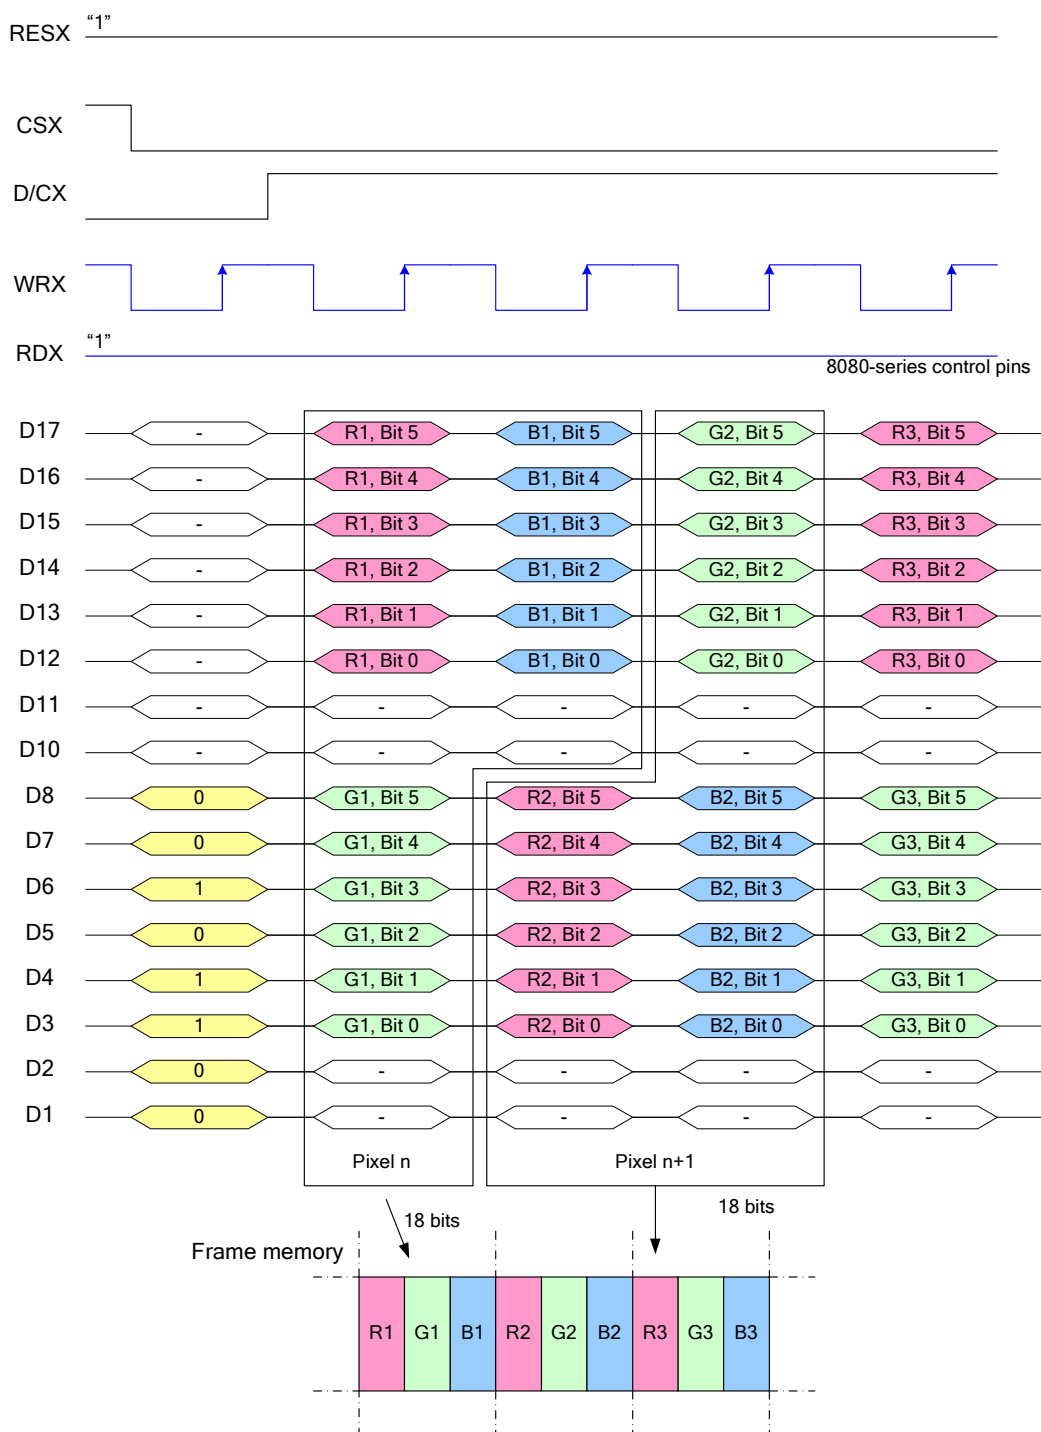 RESX “1”
CSX
D/CX
WRX
RDX “1”
8080-series control pins
D17 - R1, Bit 5 B1, Bit 5 G2, Bit 5 R3, Bit 5
D16 - R1, Bit 4 B1, Bit 4 G2, Bit 4 R3, Bit 4
D15 - R1, Bit 3 B1, Bit 3 G2, Bit 3 R3, Bit 3
D14 - R1, Bit 2 B1, Bit 2 G2, Bit 2 R3, Bit 2
D13 - R1, Bit 1 B1, Bit 1 G2, Bit 1 R3, Bit 1
D12 - R1, Bit 0 B1, Bit 0 G2, Bit 0 R3, Bit 0
D11 - - - - -
D10 - - - - -
D8 0 G1, Bit 5 R2, Bit 5 B2, Bit 5 G3, Bit 5
D7 0 G1, Bit 4 R2, Bit 4 B2, Bit 4 G3, Bit 4
D6 1 G1, Bit 3 R2, Bit 3 B2, Bit 3 G3, Bit 3
D5 0 G1, Bit 2 R2, Bit 2 B2, Bit 2 G3, Bit 2
D4 1 G1, Bit 1 R2, Bit 1 B2, Bit 1 G3, Bit 1
D3 1 G1, Bit 0 R2, Bit 0 B2, Bit 0 G3, Bit 0
D2 0 - - - -
D1 0 - - - -
Pixel n Pixel n+1
18 bits 18 bits
Frame memory
R1 G1 B1 R2 G2 B2 R3 G3 B3